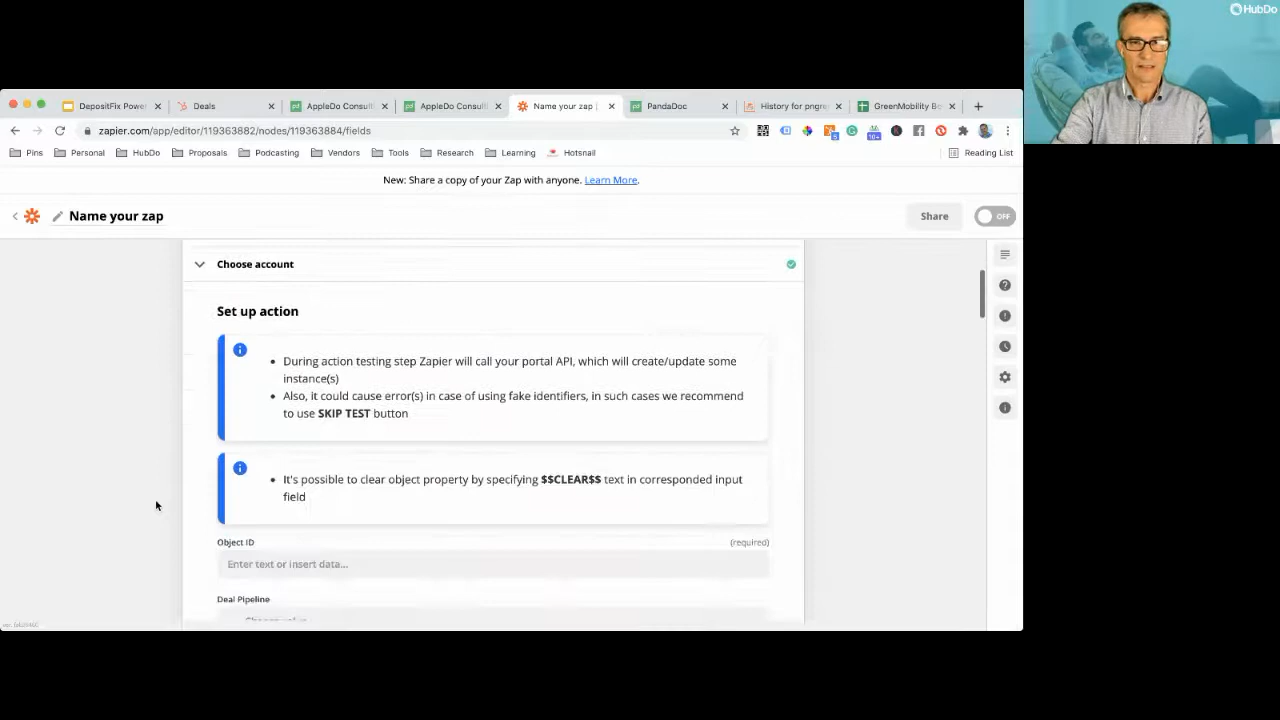 HubDo
DepositFix Power
Deals
AppleDo Consult
AppleDo Consult
Name your zap |
PandaDoc
History for pngre
GreenMobility Be
zapier.com/app/editor/119363882/nodes/119363884/fields
Pins
Personal
HubDo
Proposals
Podcasting
Vendors
Tools
Research
Learning
Hotsnail
Reading List
New: Share a copy of your Zap with anyone. Learn More.
Name your zap
Share
OFF
Choose account
Set up action
• During action testing step Zapier will call your portal API, which will create/update some
instance(s)
• Also, it could cause error(s) in case of using fake identifiers, in such cases we recommend
to use SKIP TEST button
• It's possible to clear object property by specifying $$CLEAR$$ text in corresponded input
field
Object ID
(required)
Enter text or insert data...
Deal Pipeline